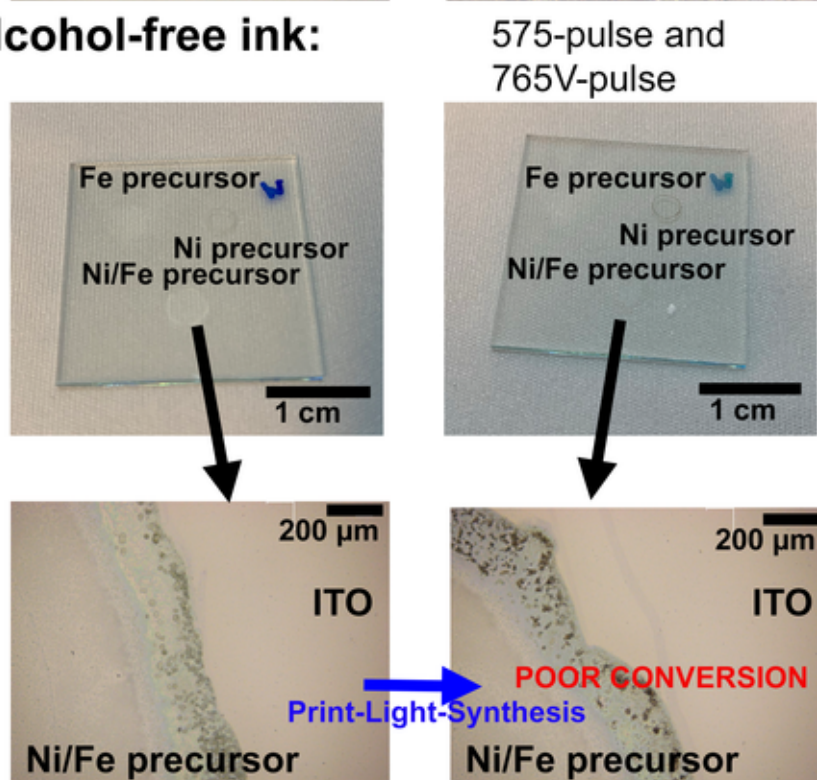 lcohol-free ink:
575-pulse and
765V-pulse
Fe precursor
Ni precursor
Ni/Fe precursor
1 cm
Fe precursor
Ni precursor
Ni/Fe precursor
1 cm
200 µm
ITO
Ni/Fe precursor
200 µm
ITO
POOR CONVERSION
Print-Light-Synthesis
Ni/Fe precursor